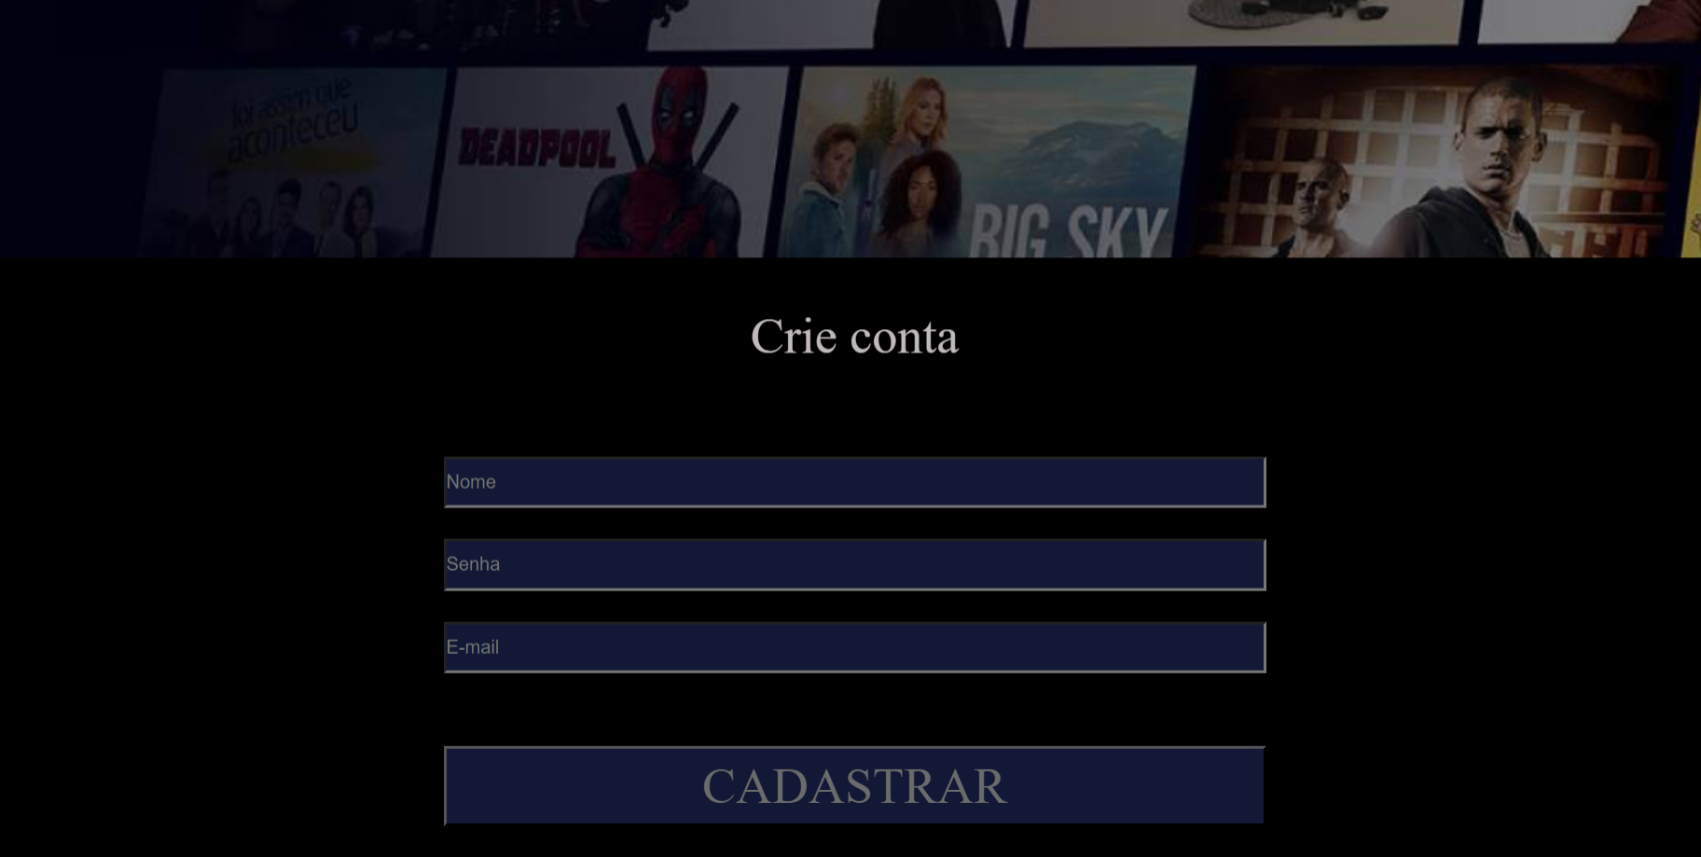 foi assim que
aconteceu
DEADPOOL
BIG SKY
Crie conta
Nome
Senha
E-mail
CADASTRAR